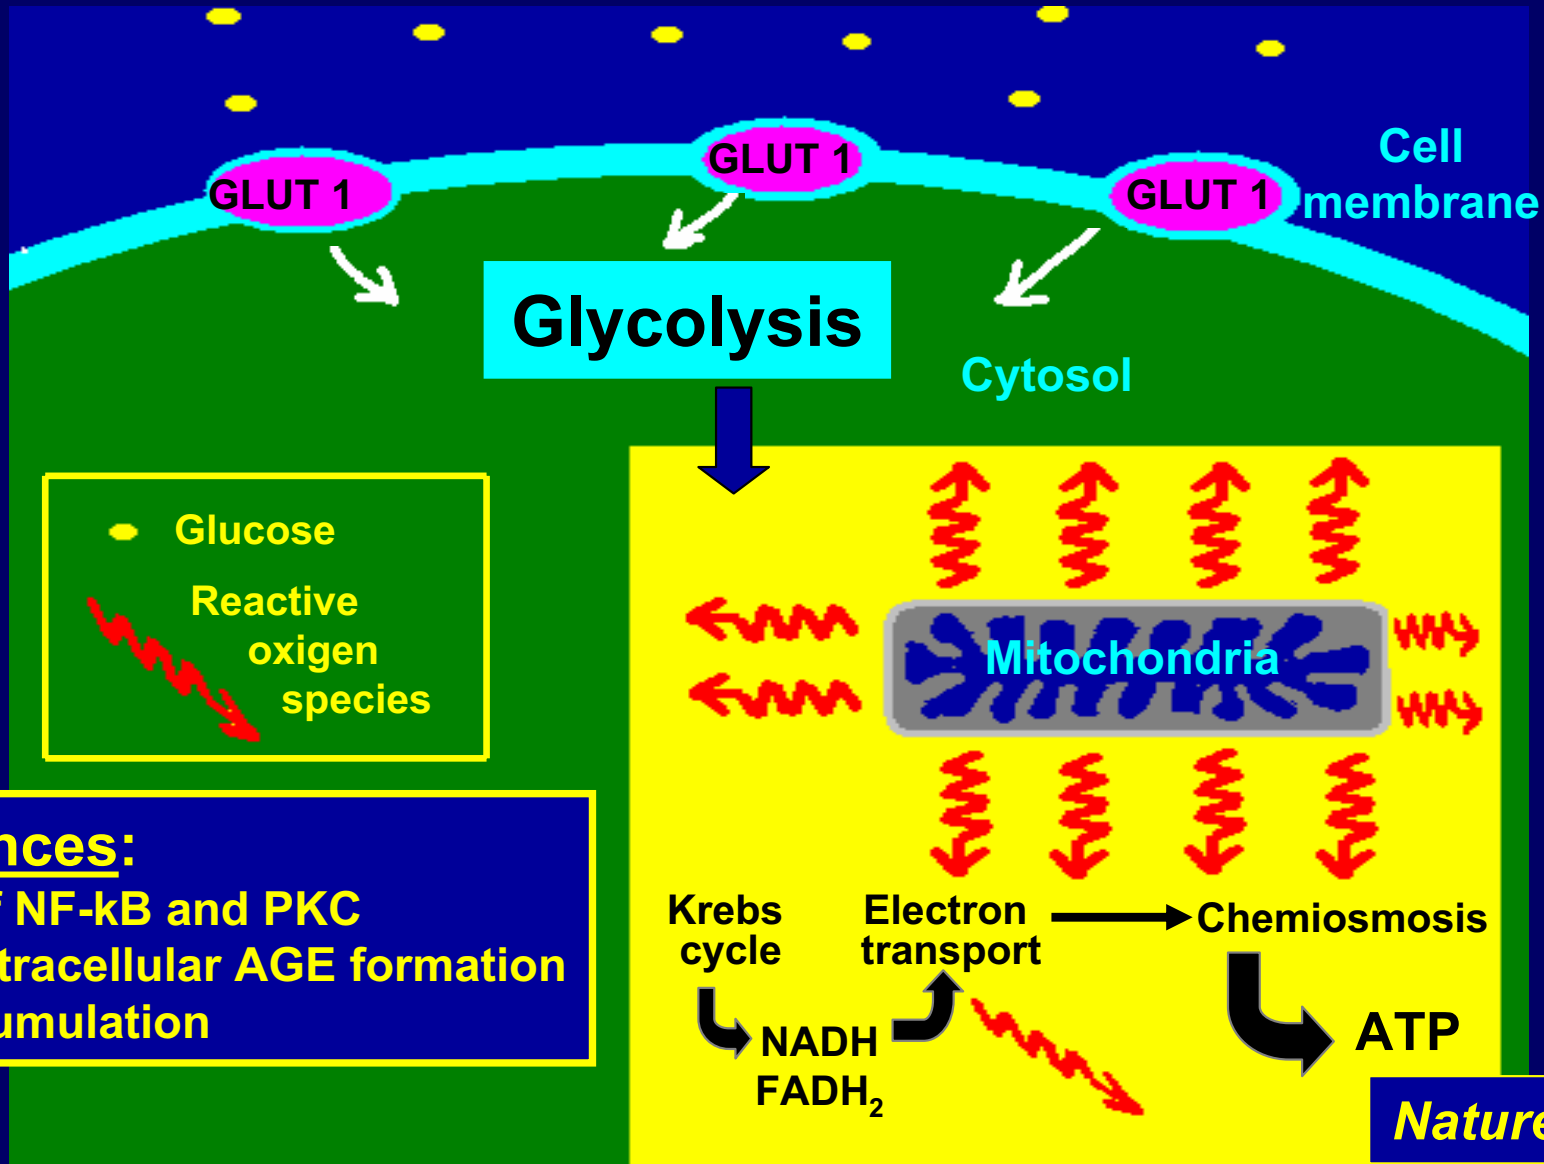 GLUT 1
GLUT 1
GLUT 1
Cell
membrane
Glycolysis
Cytosol
Glucose
Reactive
oxigen
species
Mitochondria
nces:
NF-kB and PKC
tracellular AGE formation
umulation
Krebs
cycle
Electron
transport
Chemiosmosis
NADH
FADH₂
ATP
Nature